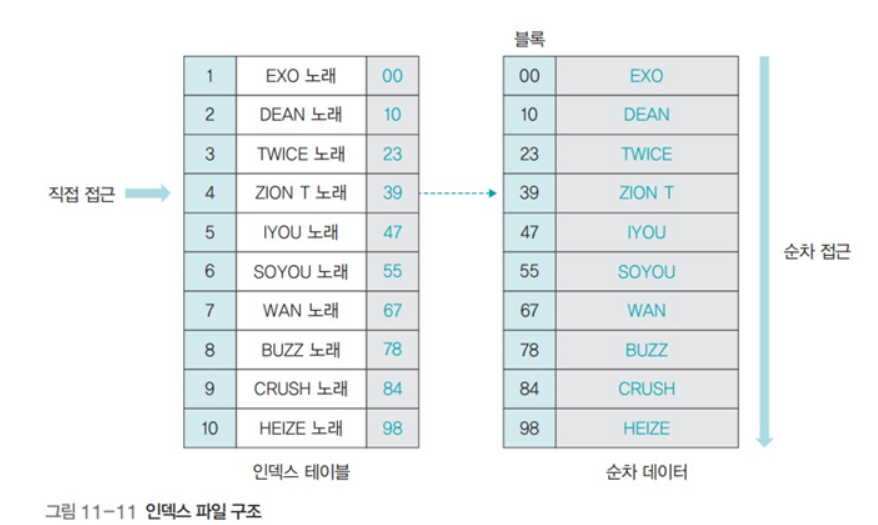 블록
1 EXO 노래 00 00 EXO
2 DEAN 노래 10 10 DEAN
3 TWICE 노래 23 23 TWICE
직접 접근 4 ZION T 노래 39 39 ZION T
5 IYOU 노래 47 47 IYOU
순차 접근
6 SOYOU 노래 55 55 SOYOU
7 WAN 노래 67 67 WAN
8 BUZZ 노래 78 78 BUZZ
9 CRUSH 노래 84 84 CRUSH
10 HEIZE 노래 98 98 HEIZE
인덱스 테이블 순차 데이터
그림 11-11 인덱스 파일 구조